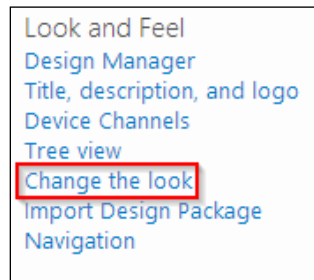 Look and Feel
Design Manager
Title, description, and logo
Device Channels
Tree view
Change the look
Import Design Package
Navigation